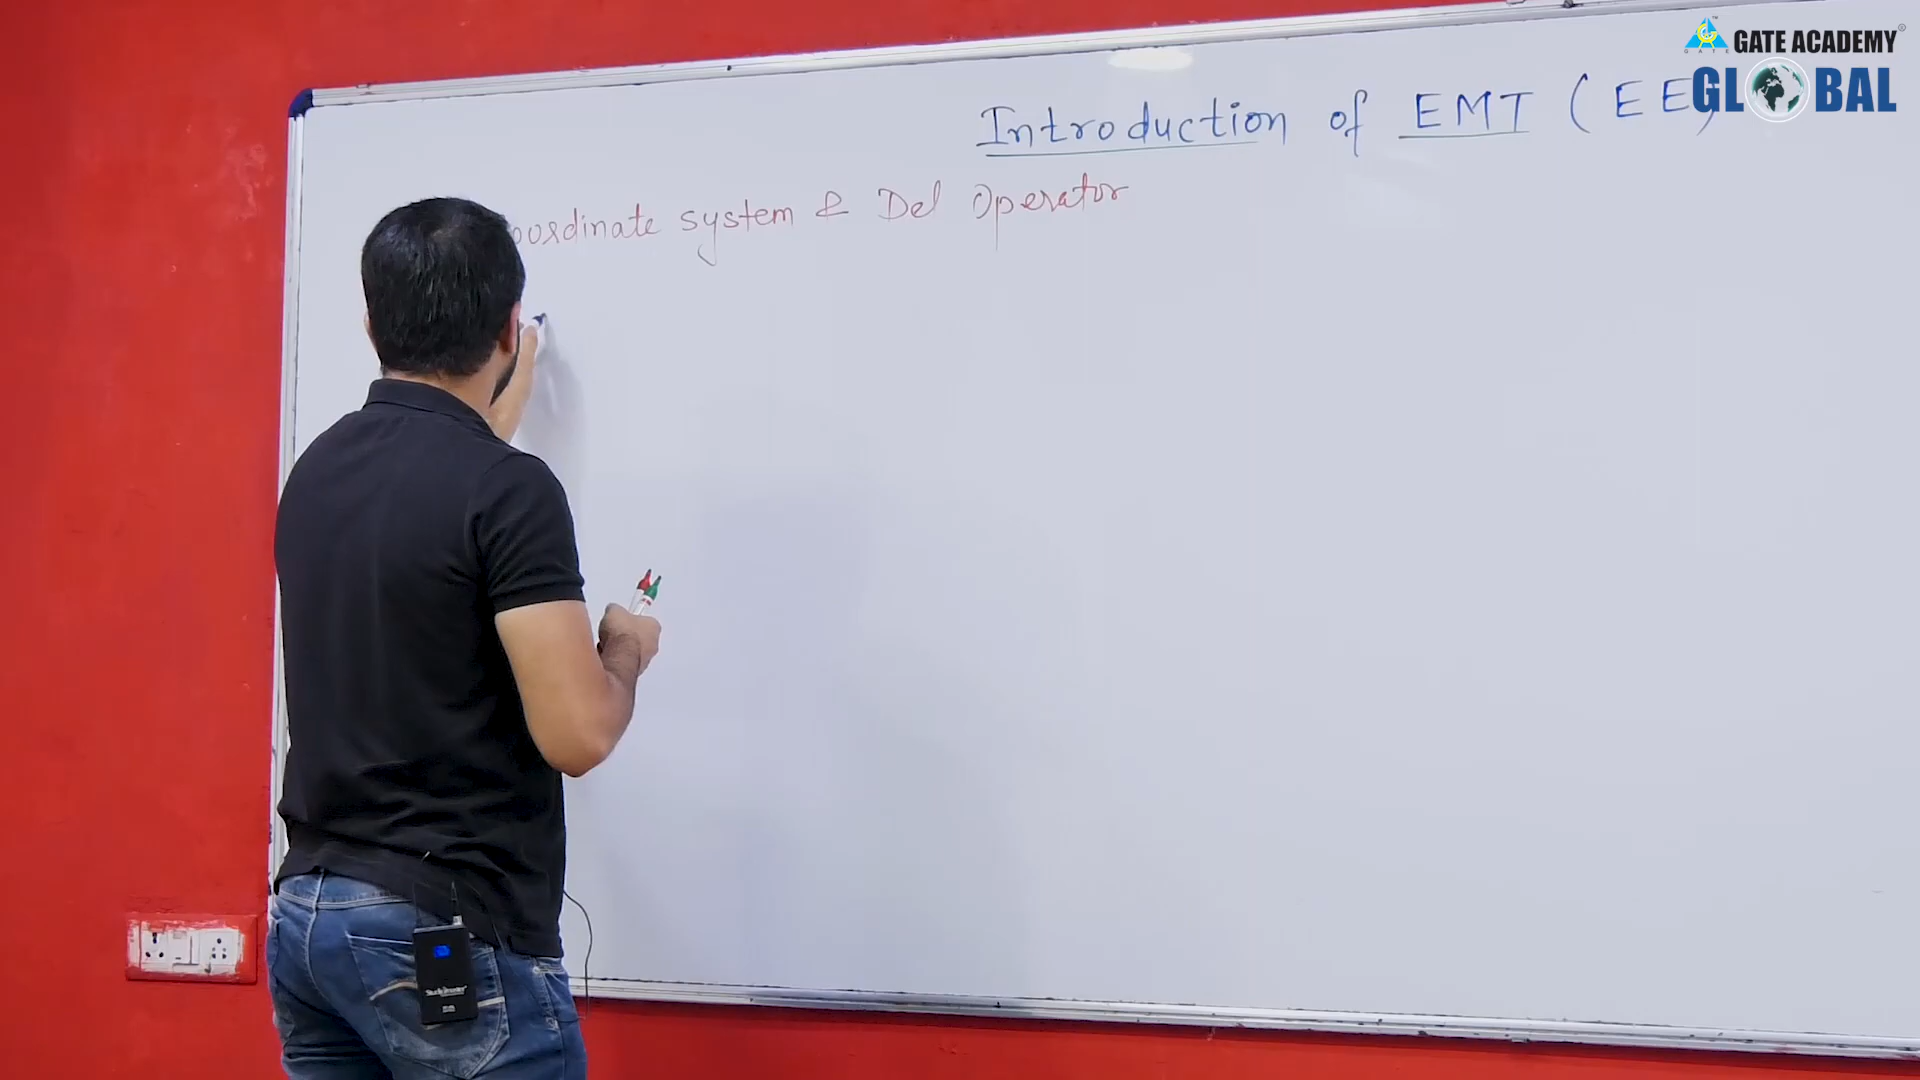 GATE ACADEMY
GLOBAL
Introduction of EMT (EE)
oordinate system & Del Operator